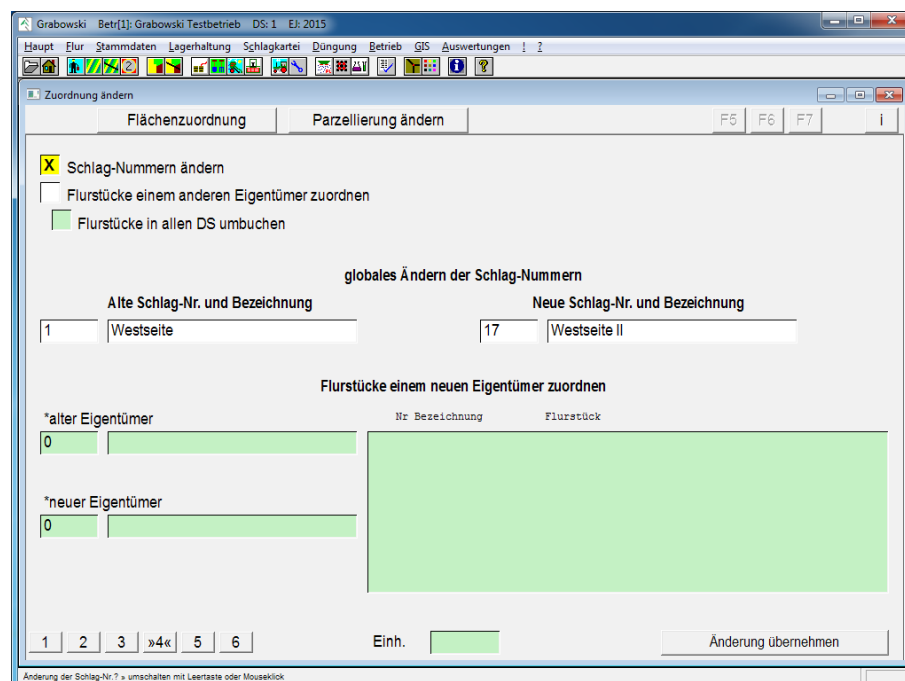 Grabowski Betr[1]: Grabowski Testbetrieb DS: 1 EJ: 2015
Haupt Flur Stammdaten Lagerhaltung Schlagkartei Düngung Betrieb GIS Auswertungen ! ?
Zuordnung ändern
Flächenzuordnung Parzellierung ändern F5 F6 F7 i
X Schlag-Nummern ändern
Flurstücke einem anderen Eigentümer zuordnen
Flurstücke in allen DS umbuchen
globales Ändern der Schlag-Nummern
Alte Schlag-Nr. und Bezeichnung Neue Schlag-Nr. und Bezeichnung
1 Westseite 17 Westseite II
Flurstücke einem neuen Eigentümer zuordnen
*alter Eigentümer Nr Bezeichnung Flurstück
0
*neuer Eigentümer
0
1 2 3 »4« 5 6 Einh. Änderung übernehmen
Änderung der Schlag-Nr.? » umschalten mit Leertaste oder Mouseklick